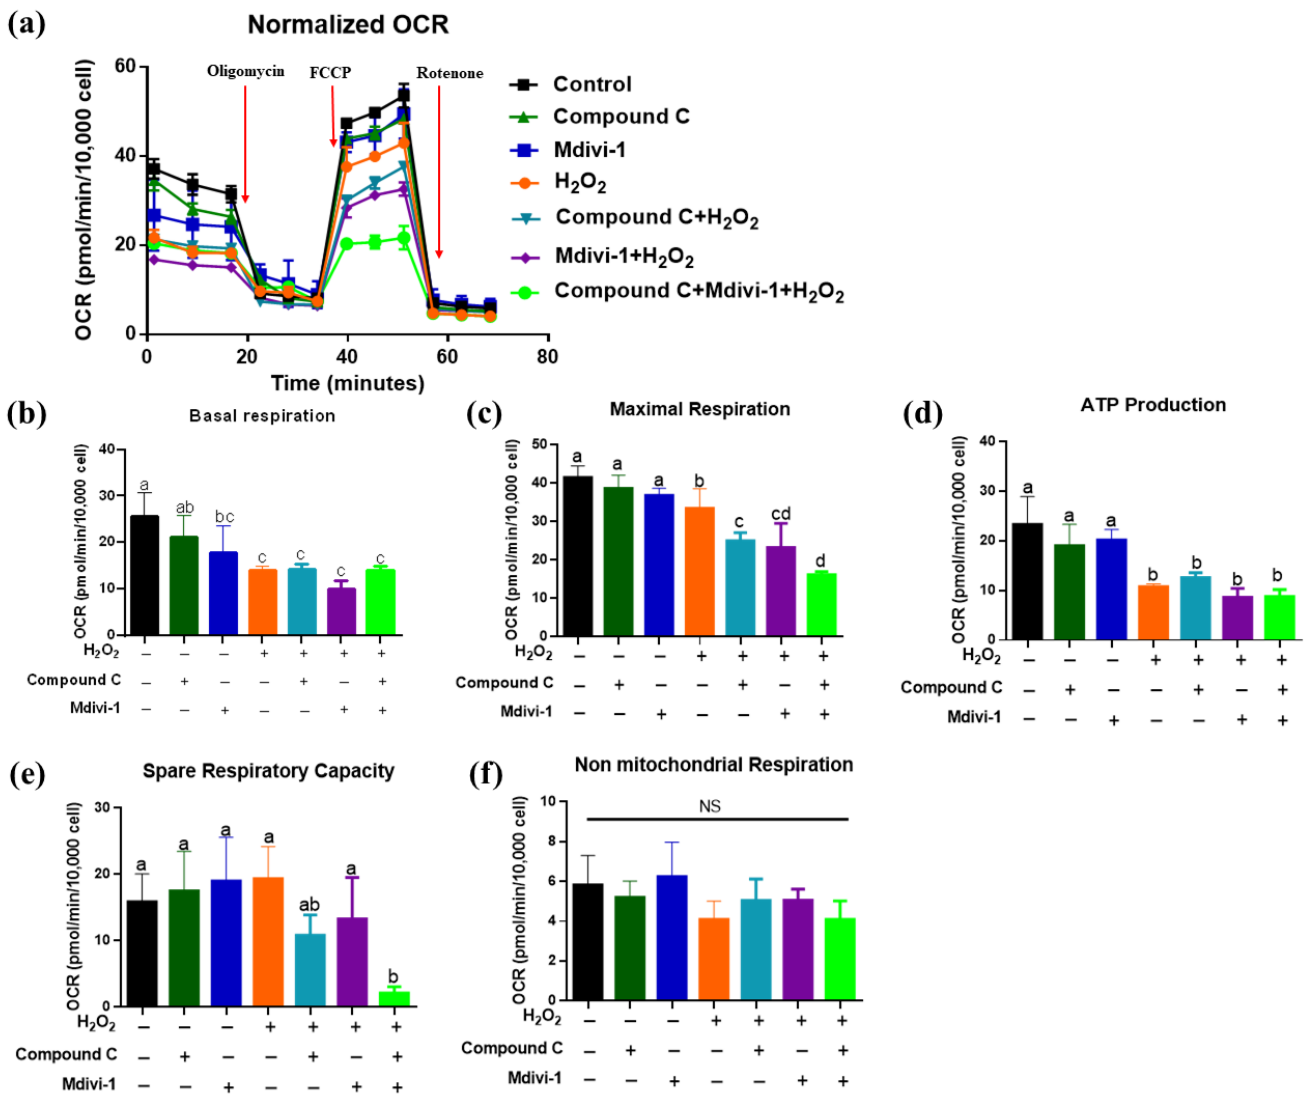 (a)
Normalized OCR
OCR (pmol/min/10,000 cell)
60
40
20
0
0 20 40 60 80
Time (minutes)
Oligomycin FCCP Rotenone
Control
Compound C
Mdivi-1
H₂O₂
Compound C+H₂O₂
Mdivi-1+H₂O₂
Compound C+Mdivi-1+H₂O₂
(b)
Basal respiration
OCR (pmol/min/10,000 cell)
40
30
20
10
0
a ab bc c c c c
H₂O₂ – – – + + + +
Compound C – + – – + – +
Mdivi-1 – – + – – + +
(c)
Maximal Respiration
OCR (pmol/min/10,000 cell)
50
40
30
20
10
0
a a a b c cd d
H₂O₂ – – – + + + +
Compound C – + – – + – +
Mdivi-1 – – + – – + +
(d)
ATP Production
OCR (pmol/min/10,000 cell)
40
30
20
10
0
a a a b b b b
H₂O₂ – – – + + + +
Compound C – + – – + – +
Mdivi-1 – – + – – + +
(e)
Spare Respiratory Capacity
OCR (pmol/min/10,000 cell)
30
20
10
0
a a a a ab a b
H₂O₂ – – – + + + +
Compound C – + – – + – +
Mdivi-1 – – + – – + +
(f)
Non mitochondrial Respiration
OCR (pmol/min/10,000 cell)
10
8
6
4
2
0
NS
H₂O₂ – – – + + + +
Compound C – + – – + – +
Mdivi-1 – – + – – + +